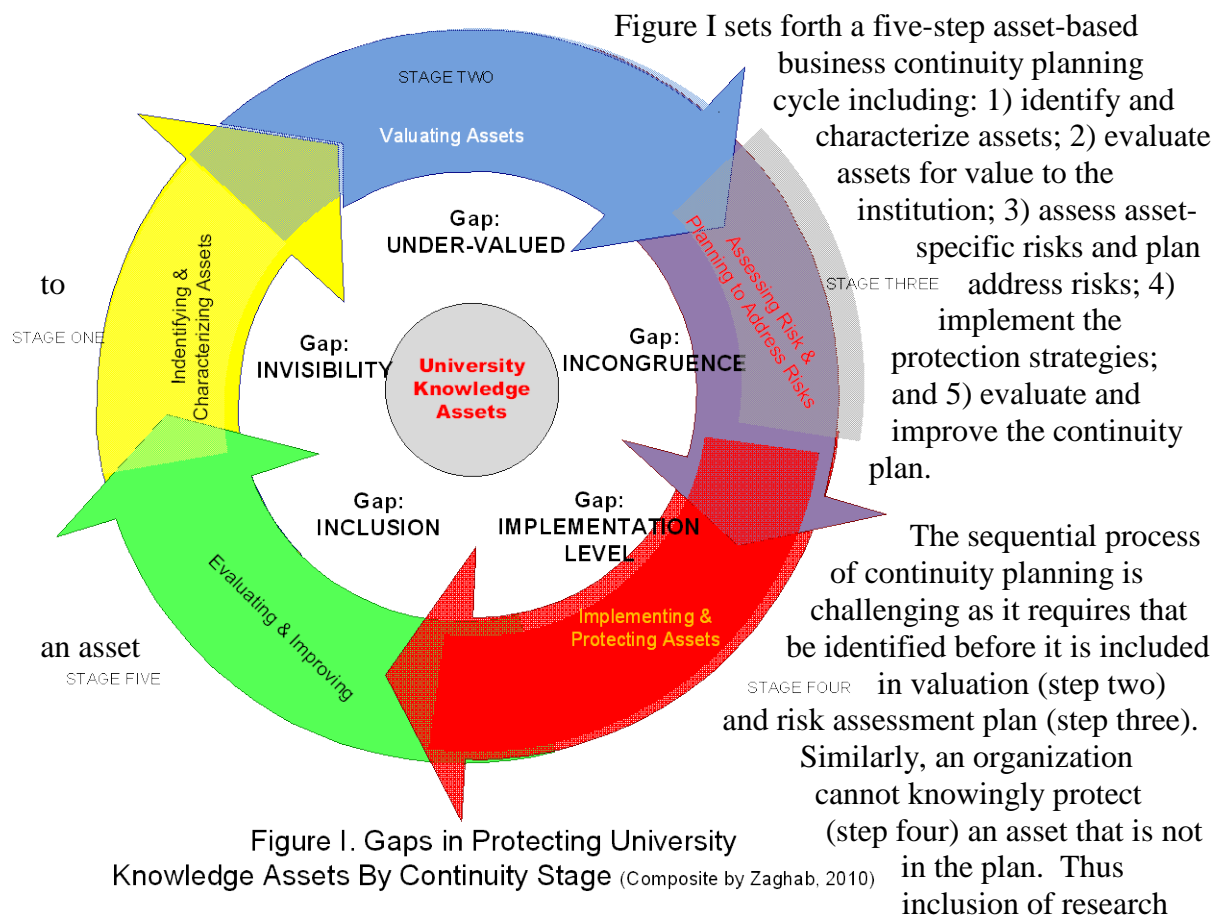 Figure I sets forth a five-step asset-based
business continuity planning
cycle including: 1) identify and
characterize assets; 2) evaluate
assets for value to the
institution; 3) assess asset-
specific risks and plan
to
address risks; 4)
implement the
protection strategies;
and 5) evaluate and
improve the continuity
plan.
The sequential process
of continuity planning is
challenging as it requires that
an asset
be identified before it is included
in valuation (step two)
and risk assessment plan (step three).
Similarly, an organization
cannot knowingly protect
(step four) an asset that is not
in the plan. Thus
inclusion of research
STAGE ONE
Indentifying &
Characterizing Assets
Gap:
INVISIBILITY
STAGE TWO
Valuating Assets
Gap:
UNDER-VALUED
STAGE THREE
Assessing Risk &
Planning to Address Risks
Gap:
INCONGRUENCE
STAGE FOUR
Implementing &
Protecting Assets
Gap:
IMPLEMENTATION
LEVEL
STAGE FIVE
Evaluating & Improving
Gap:
INCLUSION
University
Knowledge
Assets
Figure I. Gaps in Protecting University
Knowledge Assets By Continuity Stage (Composite by Zaghab, 2010)